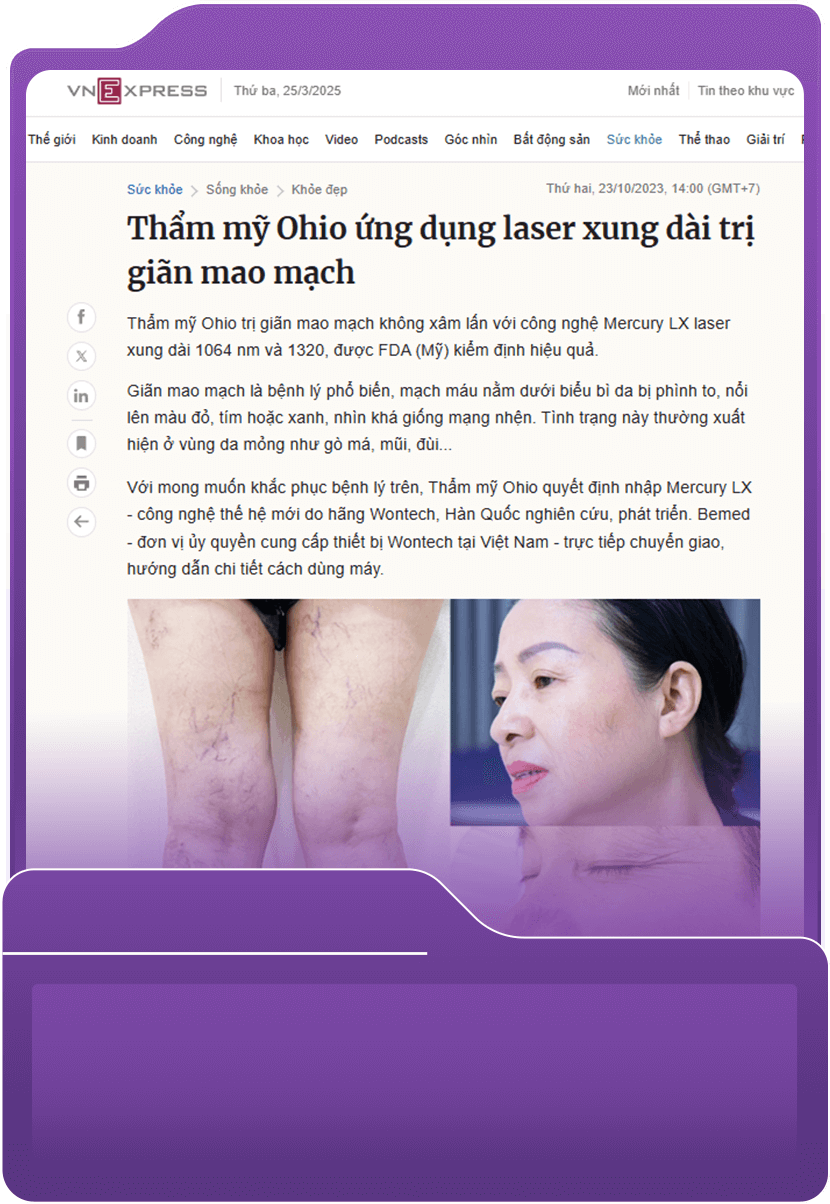 VNEXPRESS Thứ ba, 25/3/2025 Mới nhất Tin theo khu vực
Thế giới Kinh doanh Công nghệ Khoa học Video Podcasts Góc nhìn Bất động sản Sức khỏe Thể thao Giải trí
Sức khỏe > Sống khỏe > Khỏe đẹp Thứ hai, 23/10/2023, 14:00 (GMT+7)
Thẩm mỹ Ohio ứng dụng laser xung dài trị
giãn mao mạch
Thẩm mỹ Ohio trị giãn mao mạch không xâm lấn với công nghệ Mercury LX laser
xung dài 1064 nm và 1320, được FDA (Mỹ) kiểm định hiệu quả.
Giãn mao mạch là bệnh lý phổ biến, mạch máu nằm dưới biểu bì da bị phình to, nổi
lên màu đỏ, tím hoặc xanh, nhìn khá giống mạng nhện. Tình trạng này thường xuất
hiện ở vùng da mỏng như gò má, mũi, đùi...
Với mong muốn khắc phục bệnh lý trên, Thẩm mỹ Ohio quyết định nhập Mercury LX
- công nghệ thế hệ mới do hãng Wontech, Hàn Quốc nghiên cứu, phát triển. Bemed
- đơn vị ủy quyền cung cấp thiết bị Wontech tại Việt Nam - trực tiếp chuyển giao,
hướng dẫn chi tiết cách dùng máy.